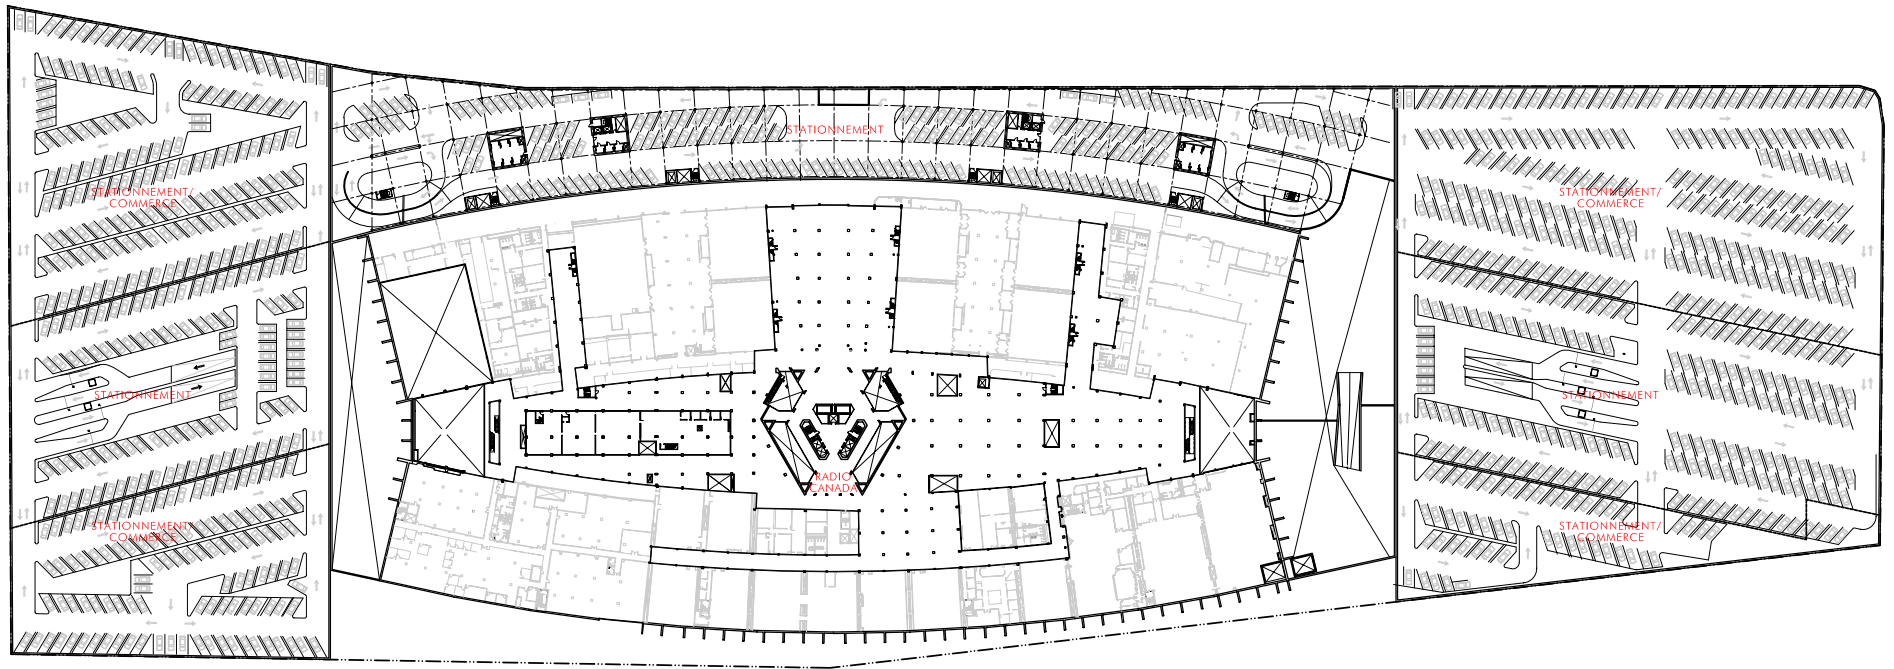 STATIONNEMENT
STATIONNEMENT/
COMMERCE
STATIONNEMENT/
COMMERCE
STATIONNEMENT
STATIONNEMENT
RADIO
CANADA
STATIONNEMENT/
COMMERCE
STATIONNEMENT/
COMMERCE